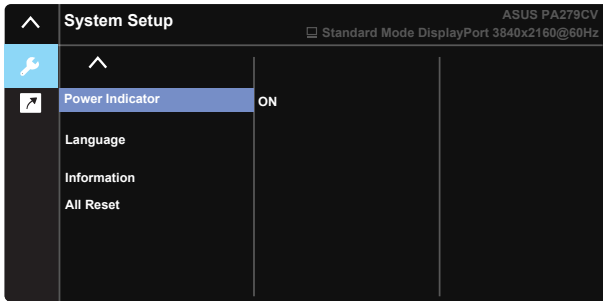 System Setup
ASUS PA279CV
Standard Mode DisplayPort 3840x2160@60Hz
Power Indicator
ON
Language
Information
All Reset